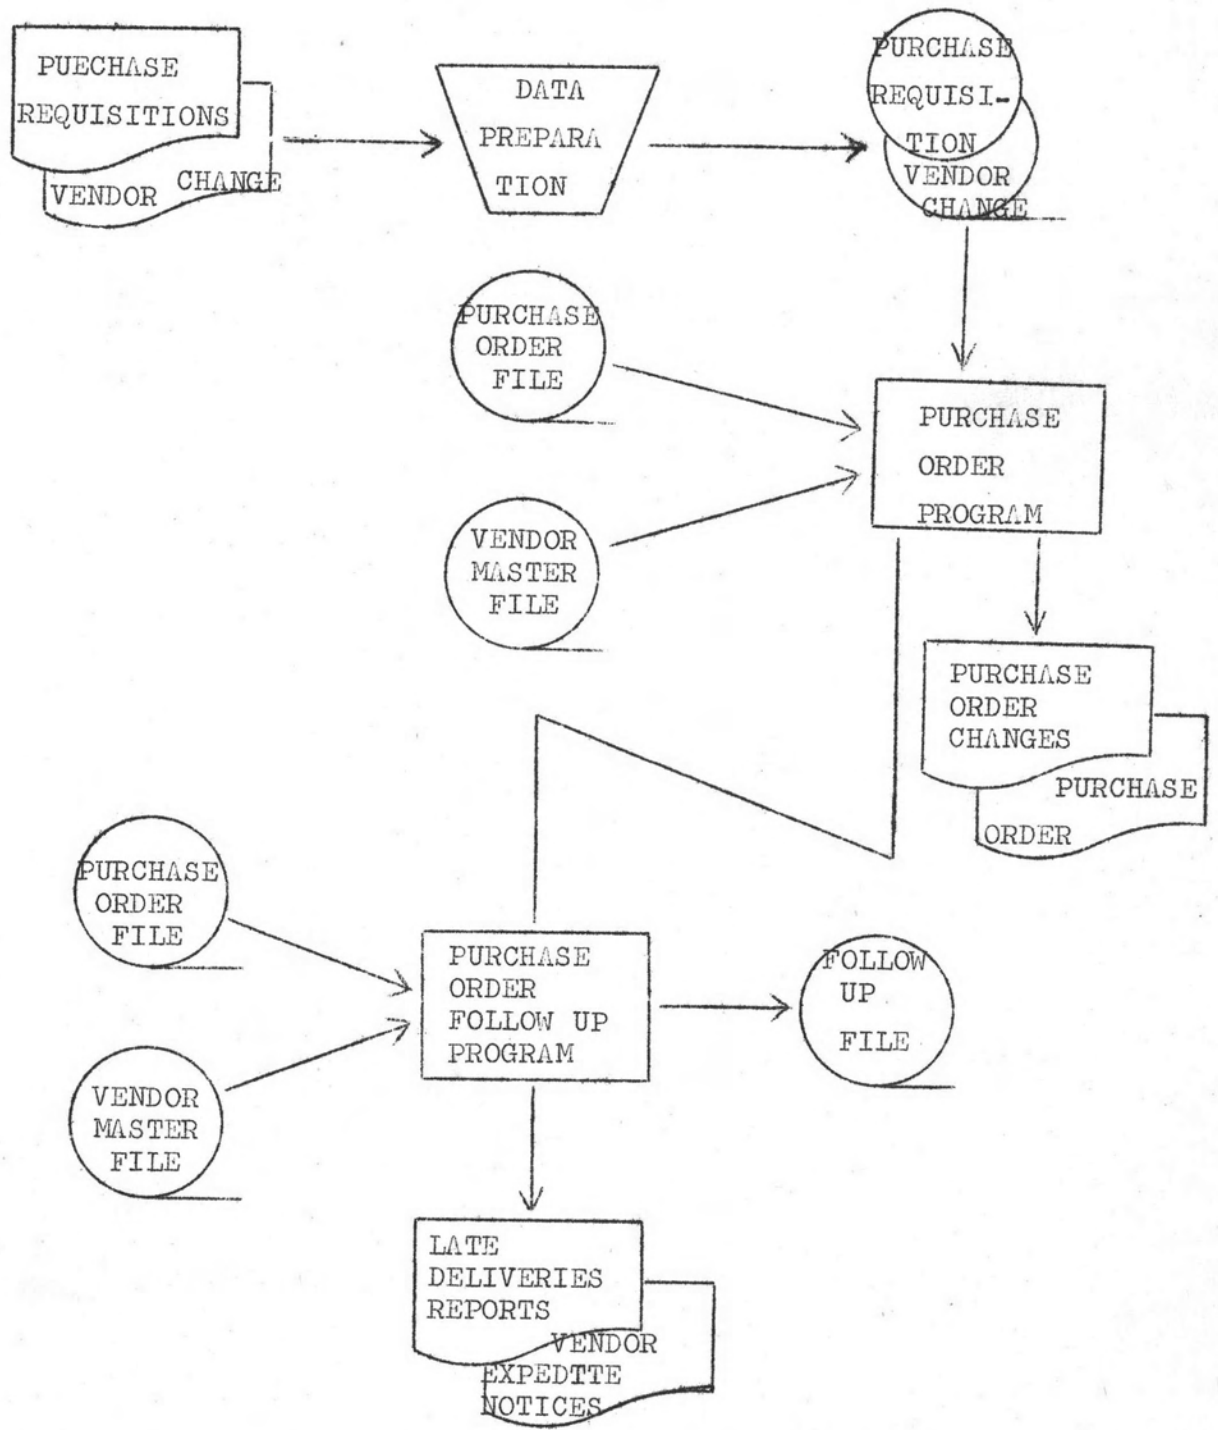 PUECHASE
REQUISITIONS
VENDOR CHANGE
DATA
PREPARA
TION
PURCHASE
REQUISI-
TION
VENDOR
CHANGE
PURCHASE
ORDER
FILE
VENDOR
MASTER
FILE
PURCHASE
ORDER
PROGRAM
PURCHASE
ORDER
CHANGES
PURCHASE
ORDER
PURCHASE
ORDER
FILE
VENDOR
MASTER
FILE
PURCHASE
ORDER
FOLLOW UP
PROGRAM
FOLLOW
UP
FILE
LATE
DELIVERIES
REPORTS
VENDOR
EXPEDTTE
NOTICES